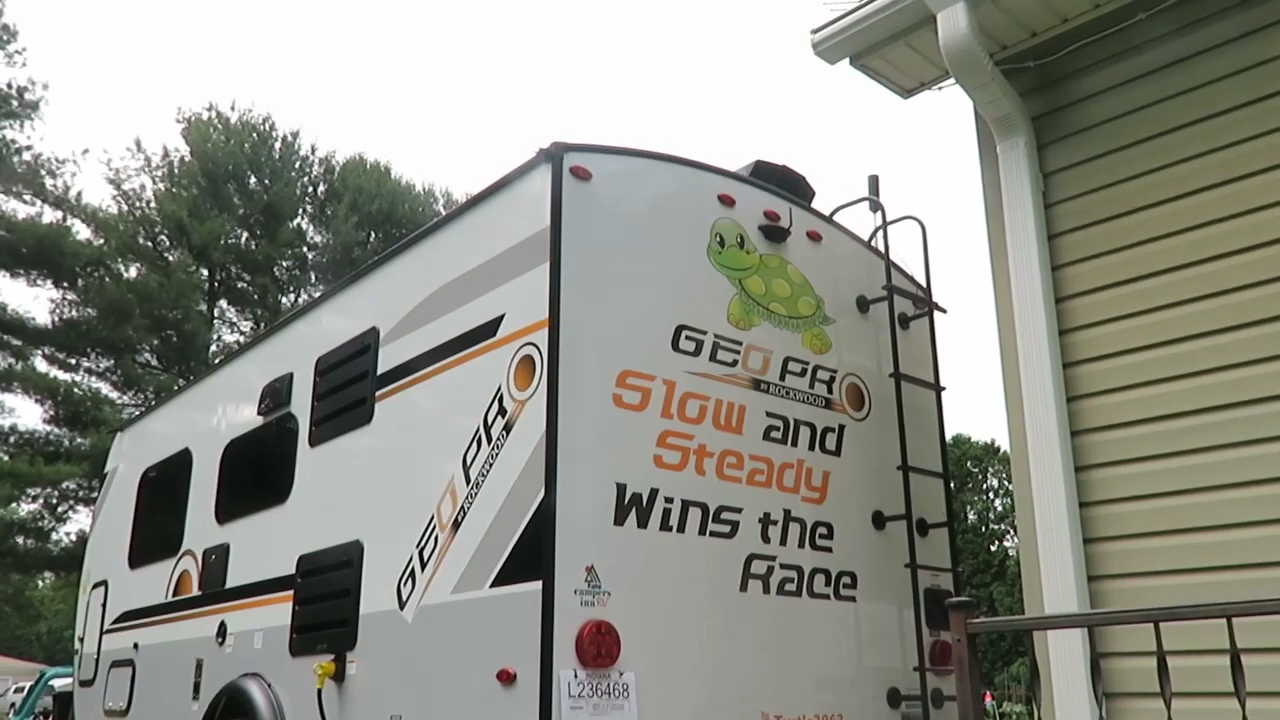 GEO PRO
BY ROCKWOOD
Slow and
Steady
Wins the
Race
GEO PRO
BY ROCKWOOD
campers
inn RV
INDIANA
L236468